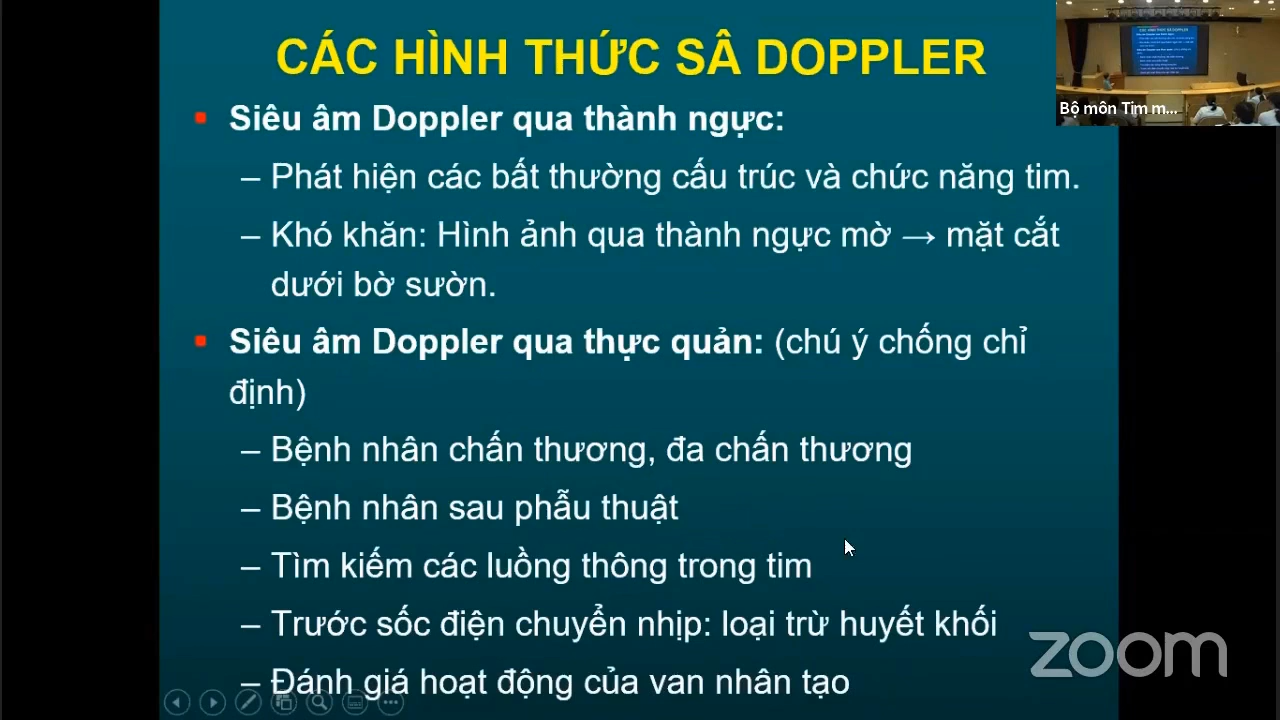 CÁC HÌNH THỨC SÂ DOPPLER
Siêu âm Doppler qua thành ngực:
– Phát hiện các bất thường cấu trúc và chức năng tim.
– Khó khăn: Hình ảnh qua thành ngực mờ → mặt cắt
dưới bờ sườn.
Siêu âm Doppler qua thực quản: (chú ý chống chỉ
định)
– Bệnh nhân chấn thương, đa chấn thương
– Bệnh nhân sau phẫu thuật
– Tìm kiếm các luồng thông trong tim
– Trước sốc điện chuyển nhịp: loại trừ huyết khối
– Đánh giá hoạt động của van nhân tạo
Bộ môn Tim m...
zoom